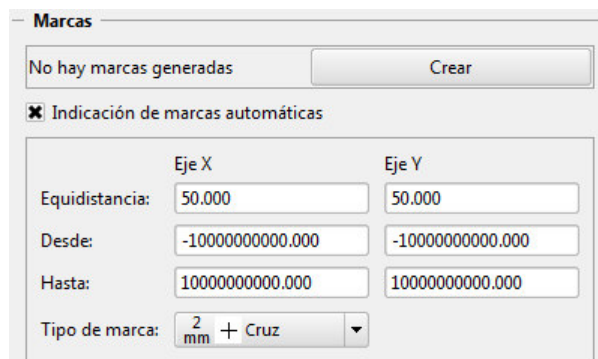 Marcas
No hay marcas generadas Crear
Indicación de marcas automáticas
Eje X Eje Y
Equidistancia: 50.000 50.000
Desde: -10000000000.000 -10000000000.000
Hasta: 10000000000.000 10000000000.000
Tipo de marca: 2 mm + Cruz